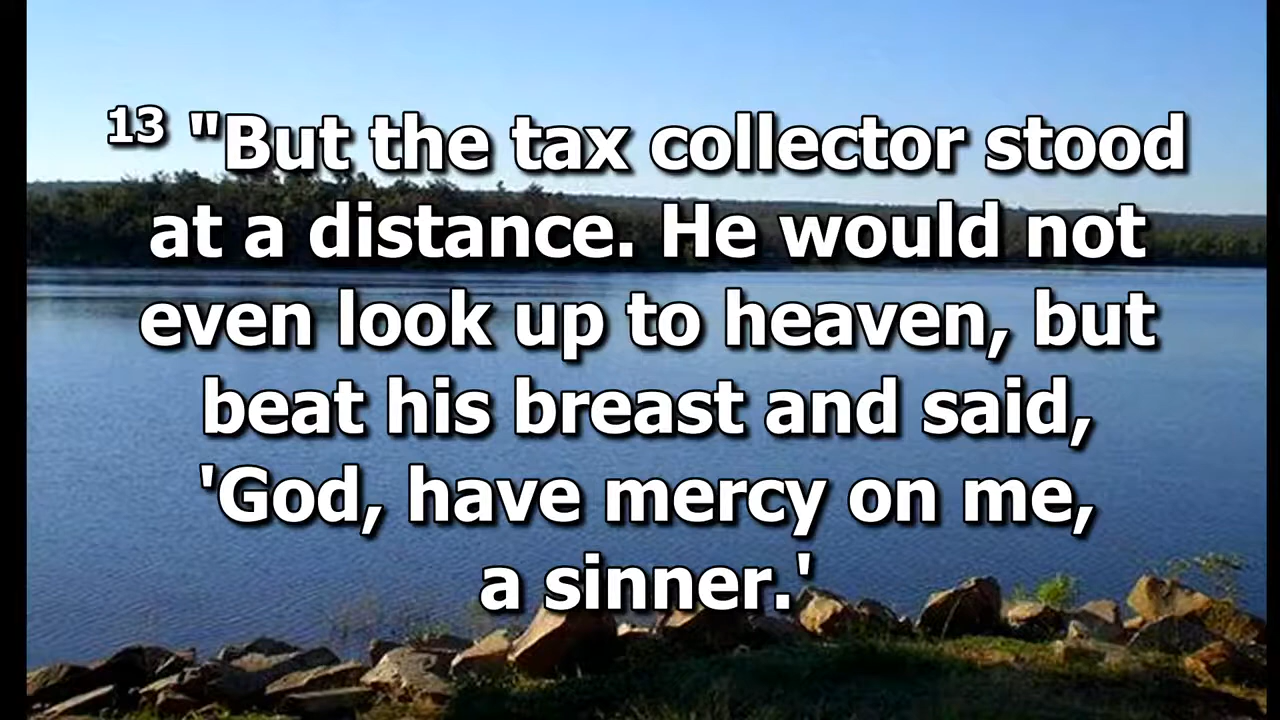 13 "But the tax collector stood
at a distance. He would not
even look up to heaven, but
beat his breast and said,
'God, have mercy on me,
a sinner.'